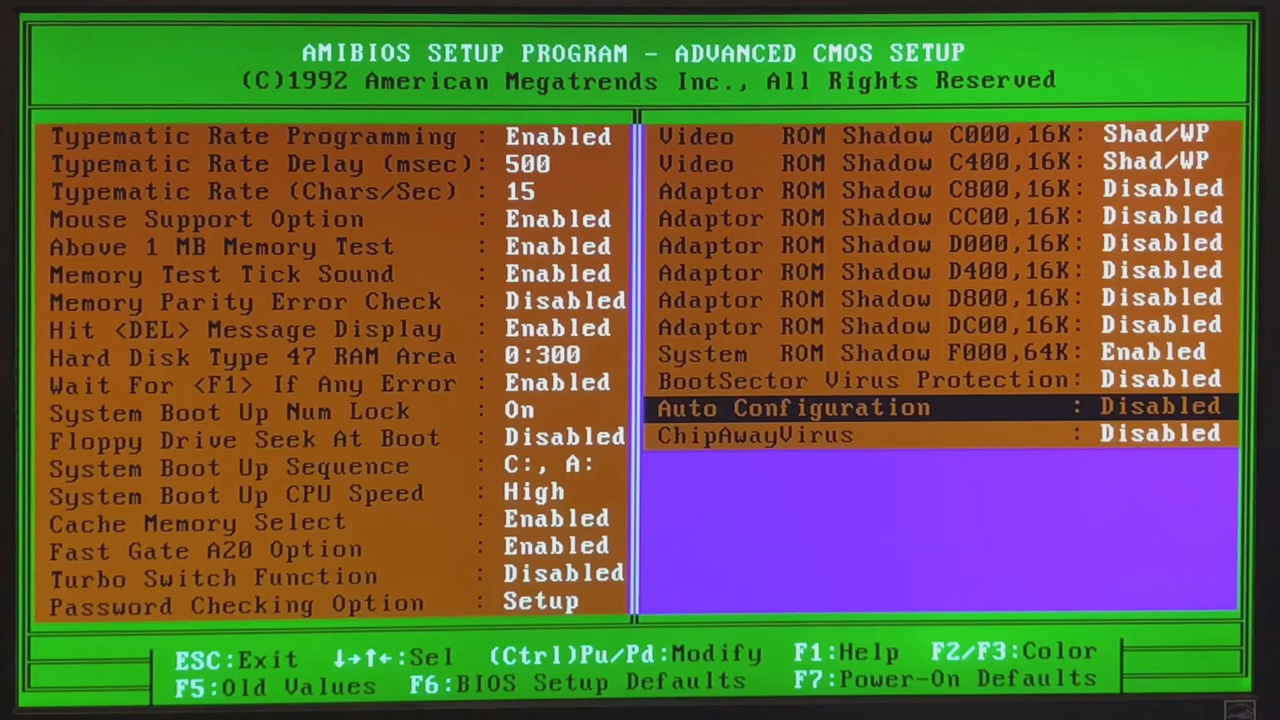 AMIBIOS SETUP PROGRAM - ADVANCED CMOS SETUP
(C)1992 American Megatrends Inc., All Rights Reserved
Typematic Rate Programming : Enabled
Typematic Rate Delay (msec): 500
Typematic Rate (Chars/Sec) : 15
Mouse Support Option : Enabled
Above 1 MB Memory Test : Enabled
Memory Test Tick Sound : Enabled
Memory Parity Error Check : Disabled
Hit <DEL> Message Display : Enabled
Hard Disk Type 47 RAM Area : 0:300
Wait For <F1> If Any Error : Enabled
System Boot Up Num Lock : On
Floppy Drive Seek At Boot : Disabled
System Boot Up Sequence : C:, A:
System Boot Up CPU Speed : High
Cache Memory Select : Enabled
Fast Gate A20 Option : Enabled
Turbo Switch Function : Disabled
Password Checking Option : Setup
Video ROM Shadow C000,16K: Shad/WP
Video ROM Shadow C400,16K: Shad/WP
Adaptor ROM Shadow C800,16K: Disabled
Adaptor ROM Shadow CC00,16K: Disabled
Adaptor ROM Shadow D000,16K: Disabled
Adaptor ROM Shadow D400,16K: Disabled
Adaptor ROM Shadow D800,16K: Disabled
Adaptor ROM Shadow DC00,16K: Disabled
System ROM Shadow F000,64K: Enabled
BootSector Virus Protection: Disabled
Auto Configuration : Disabled
ChipAwayVirus : Disabled
ESC:Exit ↓→↑←:Sel (Ctrl)Pu/Pd:Modify F1:Help F2/F3:Color
F5:Old Values F6:BIOS Setup Defaults F7:Power-On Defaults